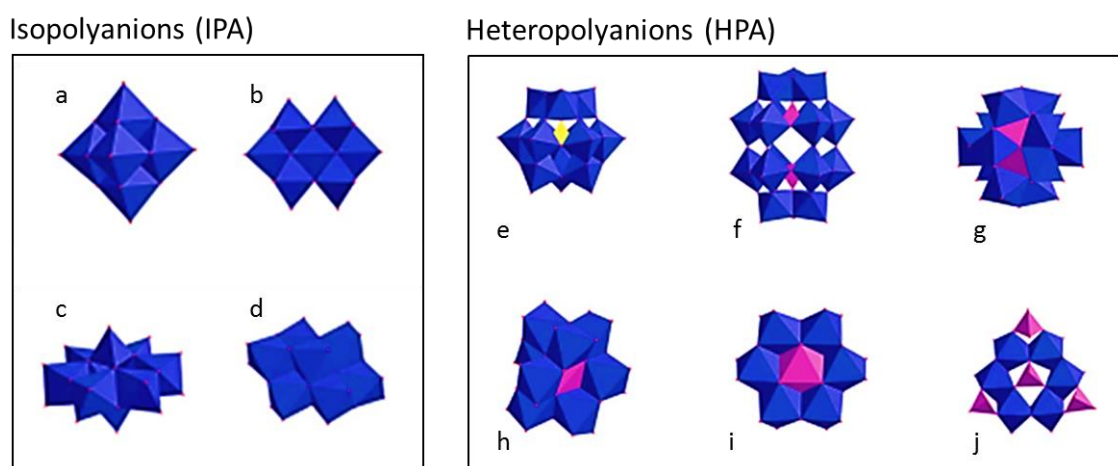 Isopolyanions (IPA)
Heteropolyanions (HPA)
a
b
c
d
e
f
g
h
i
j